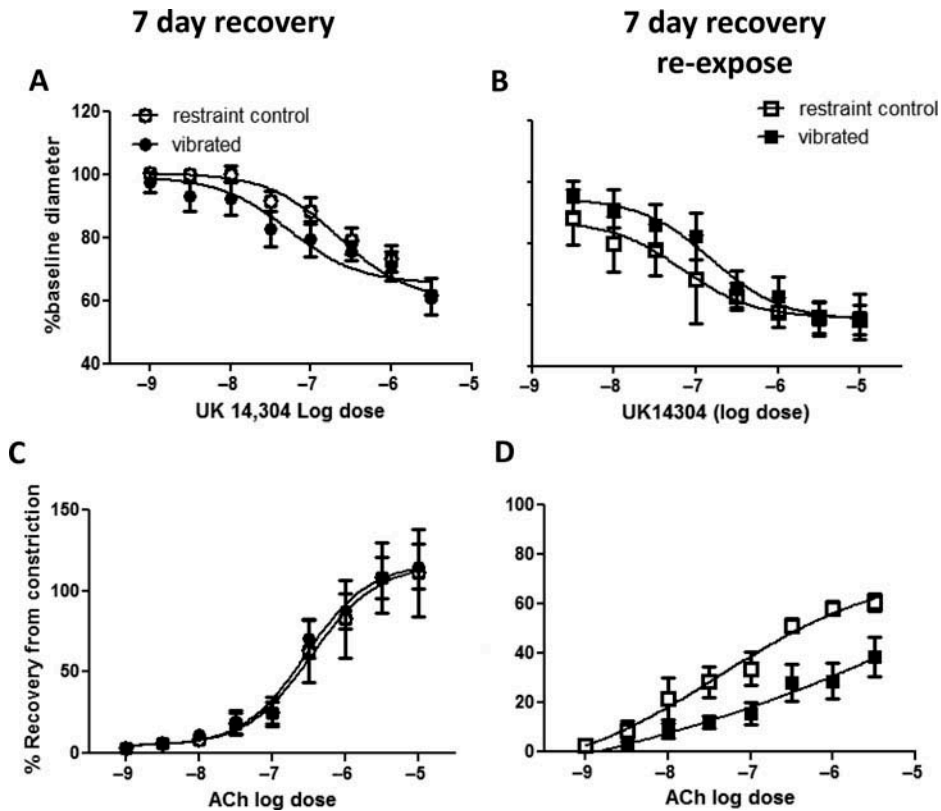 7 day recovery
7 day recovery
re-expose
A
restraint control
vibrated
120
100
80
60
40
%baseline diameter
–9
–8
–7
–6
–5
UK 14,304 Log dose
B
restraint control
vibrated
–9
–8
–7
–6
–5
UK14304 (log dose)
C
150
100
50
0
% Recovery from constriction
–9
–8
–7
–6
–5
ACh log dose
D
100
80
60
40
20
0
–9
–8
–7
–6
–5
ACh log dose